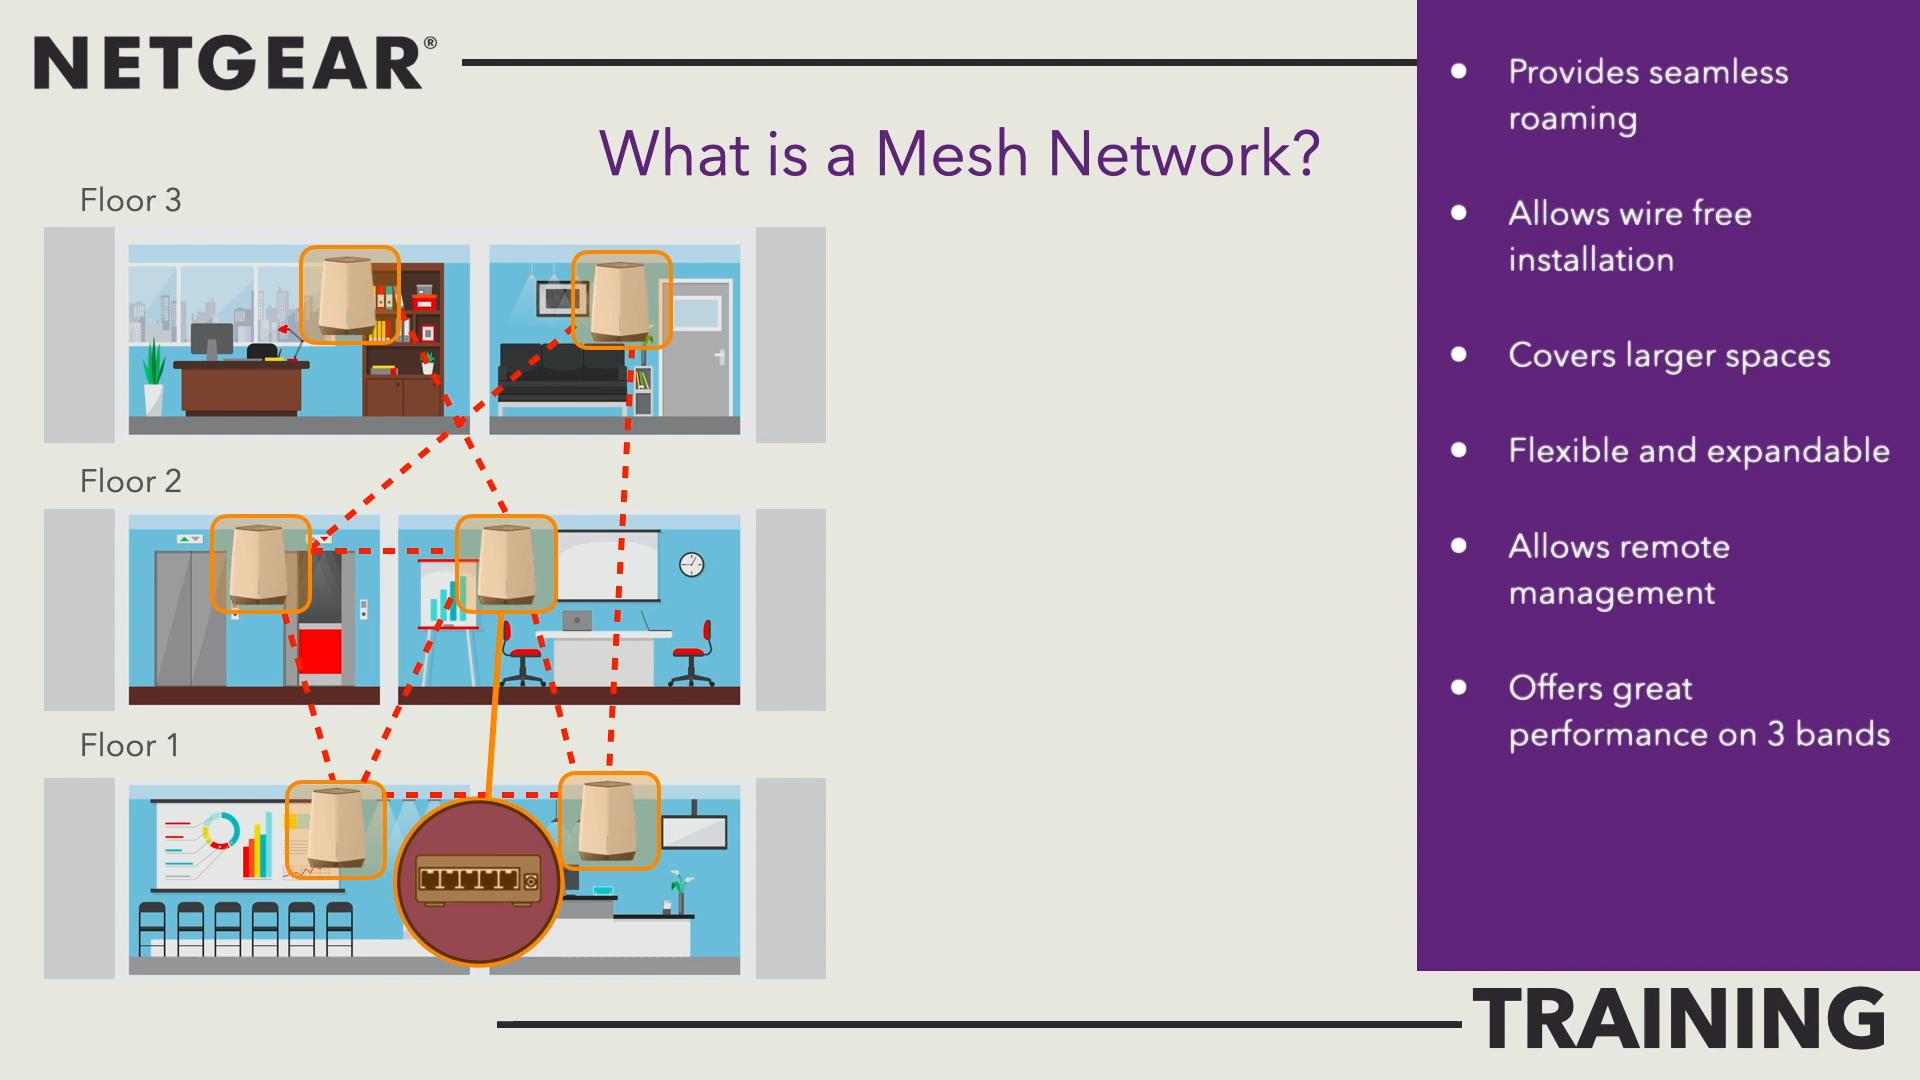 NETGEAR®
What is a Mesh Network?
Floor 3
Floor 2
Floor 1
● Provides seamless
roaming
● Allows wire free
installation
● Covers larger spaces
● Flexible and expandable
● Allows remote
management
● Offers great
performance on 3 bands
TRAINING